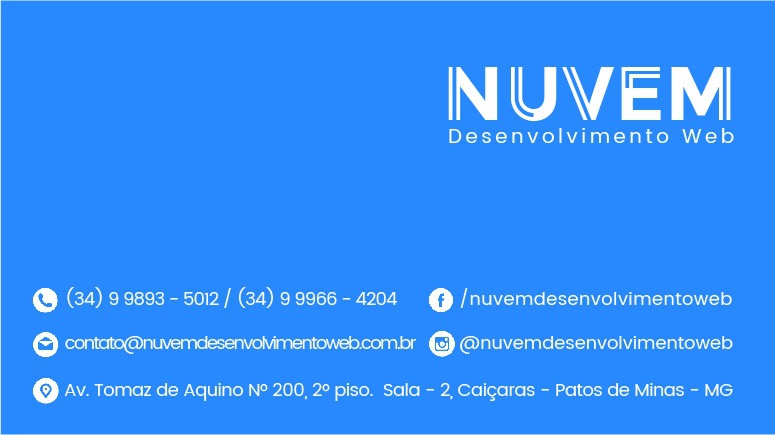 NUVEM
Desenvolvimento Web
(34) 9 9893 - 5012 / (34) 9 9966 - 4204
/nuvemdesenvolvimentoweb
contato@nuvemdesenvolvimentoweb.com.br
@nuvemdesenvolvimentoweb
Av. Tomaz de Aquino Nº 200, 2º piso. Sala - 2, Caiçaras - Patos de Minas - MG